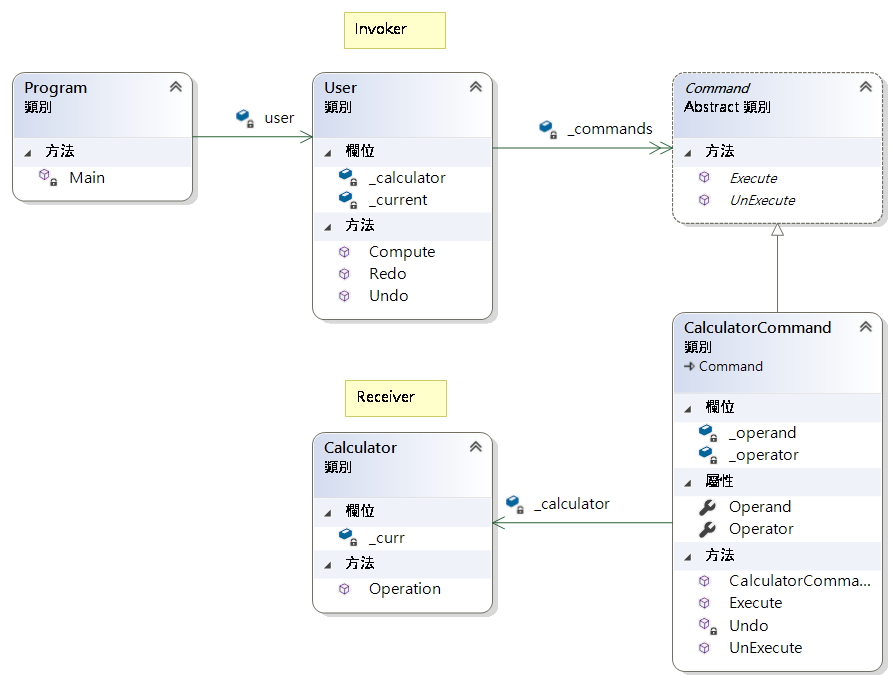 Invoker
Program
類別
方法
Main
user
User
類別
欄位
_calculator
_current
方法
Compute
Redo
Undo
_commands
Command
Abstract 類別
方法
Execute
UnExecute
Receiver
Calculator
類別
欄位
_curr
方法
Operation
_calculator
CalculatorCommand
類別
Command
欄位
_operand
_operator
屬性
Operand
Operator
方法
CalculatorComma...
Execute
Undo
UnExecute